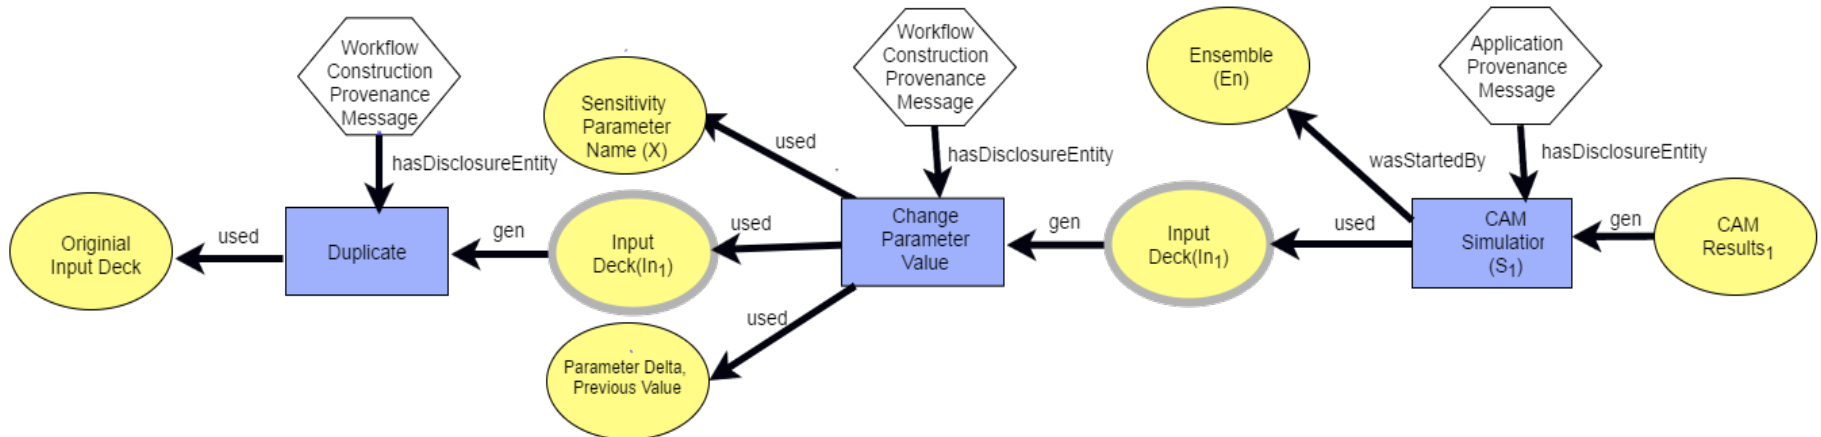 Workflow
Construction
Provenance
Message
hasDisclosureEntity
Originial
Input Deck
used
Duplicate
gen
Input
Deck(In1)
Sensitivity
Parameter
Name (X)
used
used
used
Parameter Delta,
Previous Value
Workflow
Construction
Provenance
Message
hasDisclosureEntity
Change
Parameter
Value
gen
Input
Deck(In1)
Ensemble
(En)
wasStartedBy
used
Application
Provenance
Message
hasDisclosureEntity
CAM
Simulation
(S1)
gen
CAM
Results1